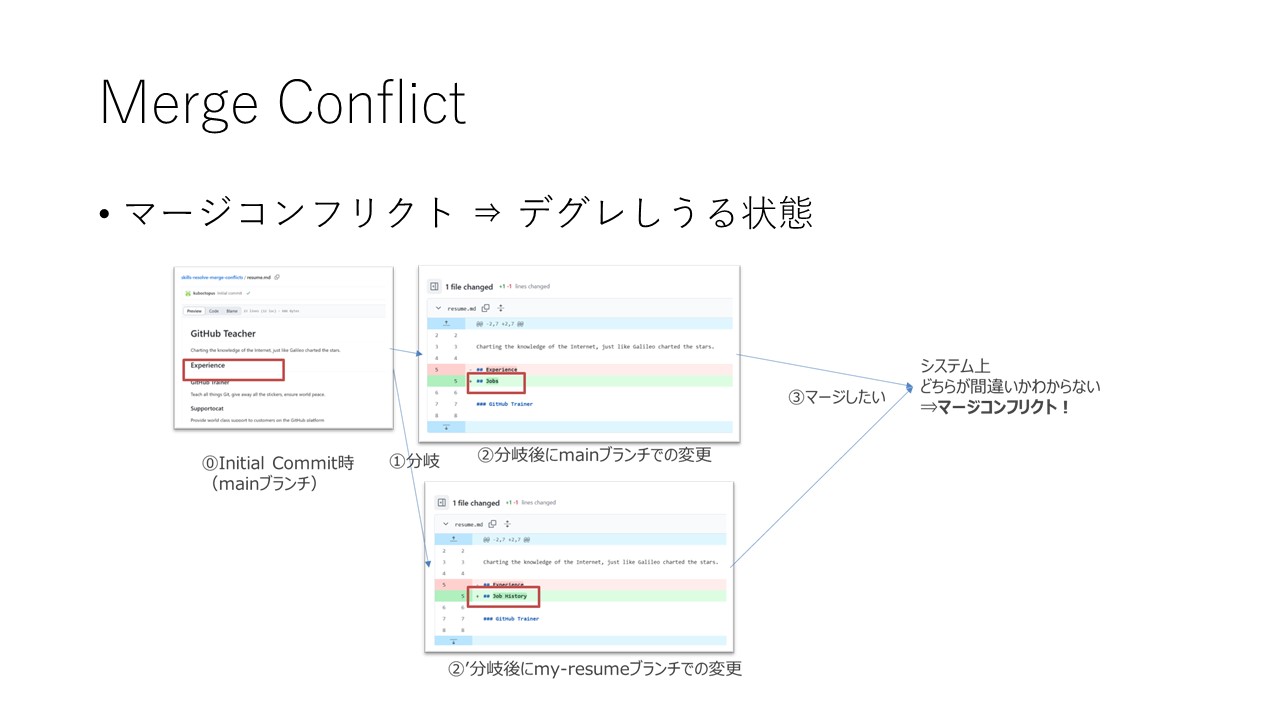 Merge Conflict
• マージコンフリクト ⇒ デグレしうる状態
skills-resolve-merge-conflicts / resume.md
initial commit
Preview Code Blame
GitHub Teacher
Charting the knowledge of the Internet, just like Galileo charted the stars.
Experience
GitHub Trainer
Teach all things Git, give away all the stickers, ensure world peace.
Supportocat
Provide world class support to customers on the GitHub platform
⓪Initial Commit時
（mainブランチ）
①分岐
1 file changed +1 -1 lines changed
resume.md
@@ -2,7 +2,7 @@
2 2
3 3 Charting the knowledge of the Internet, just like Galileo charted the stars.
4 4
5 - ## Experience
5 + ## Jobs
6 6
7 7 ### GitHub Trainer
8 8
②分岐後にmainブランチでの変更
1 file changed +1 -1 lines changed
resume.md
@@ -2,7 +2,7 @@
2 2
3 3 Charting the knowledge of the Internet, just like Galileo charted the stars.
4 4
5 - ## Experience
5 + ## Job History
6 6
7 7 ### GitHub Trainer
8 8
②’分岐後にmy-resumeブランチでの変更
③マージしたい
システム上
どちらが間違いかわからない
⇒マージコンフリクト！